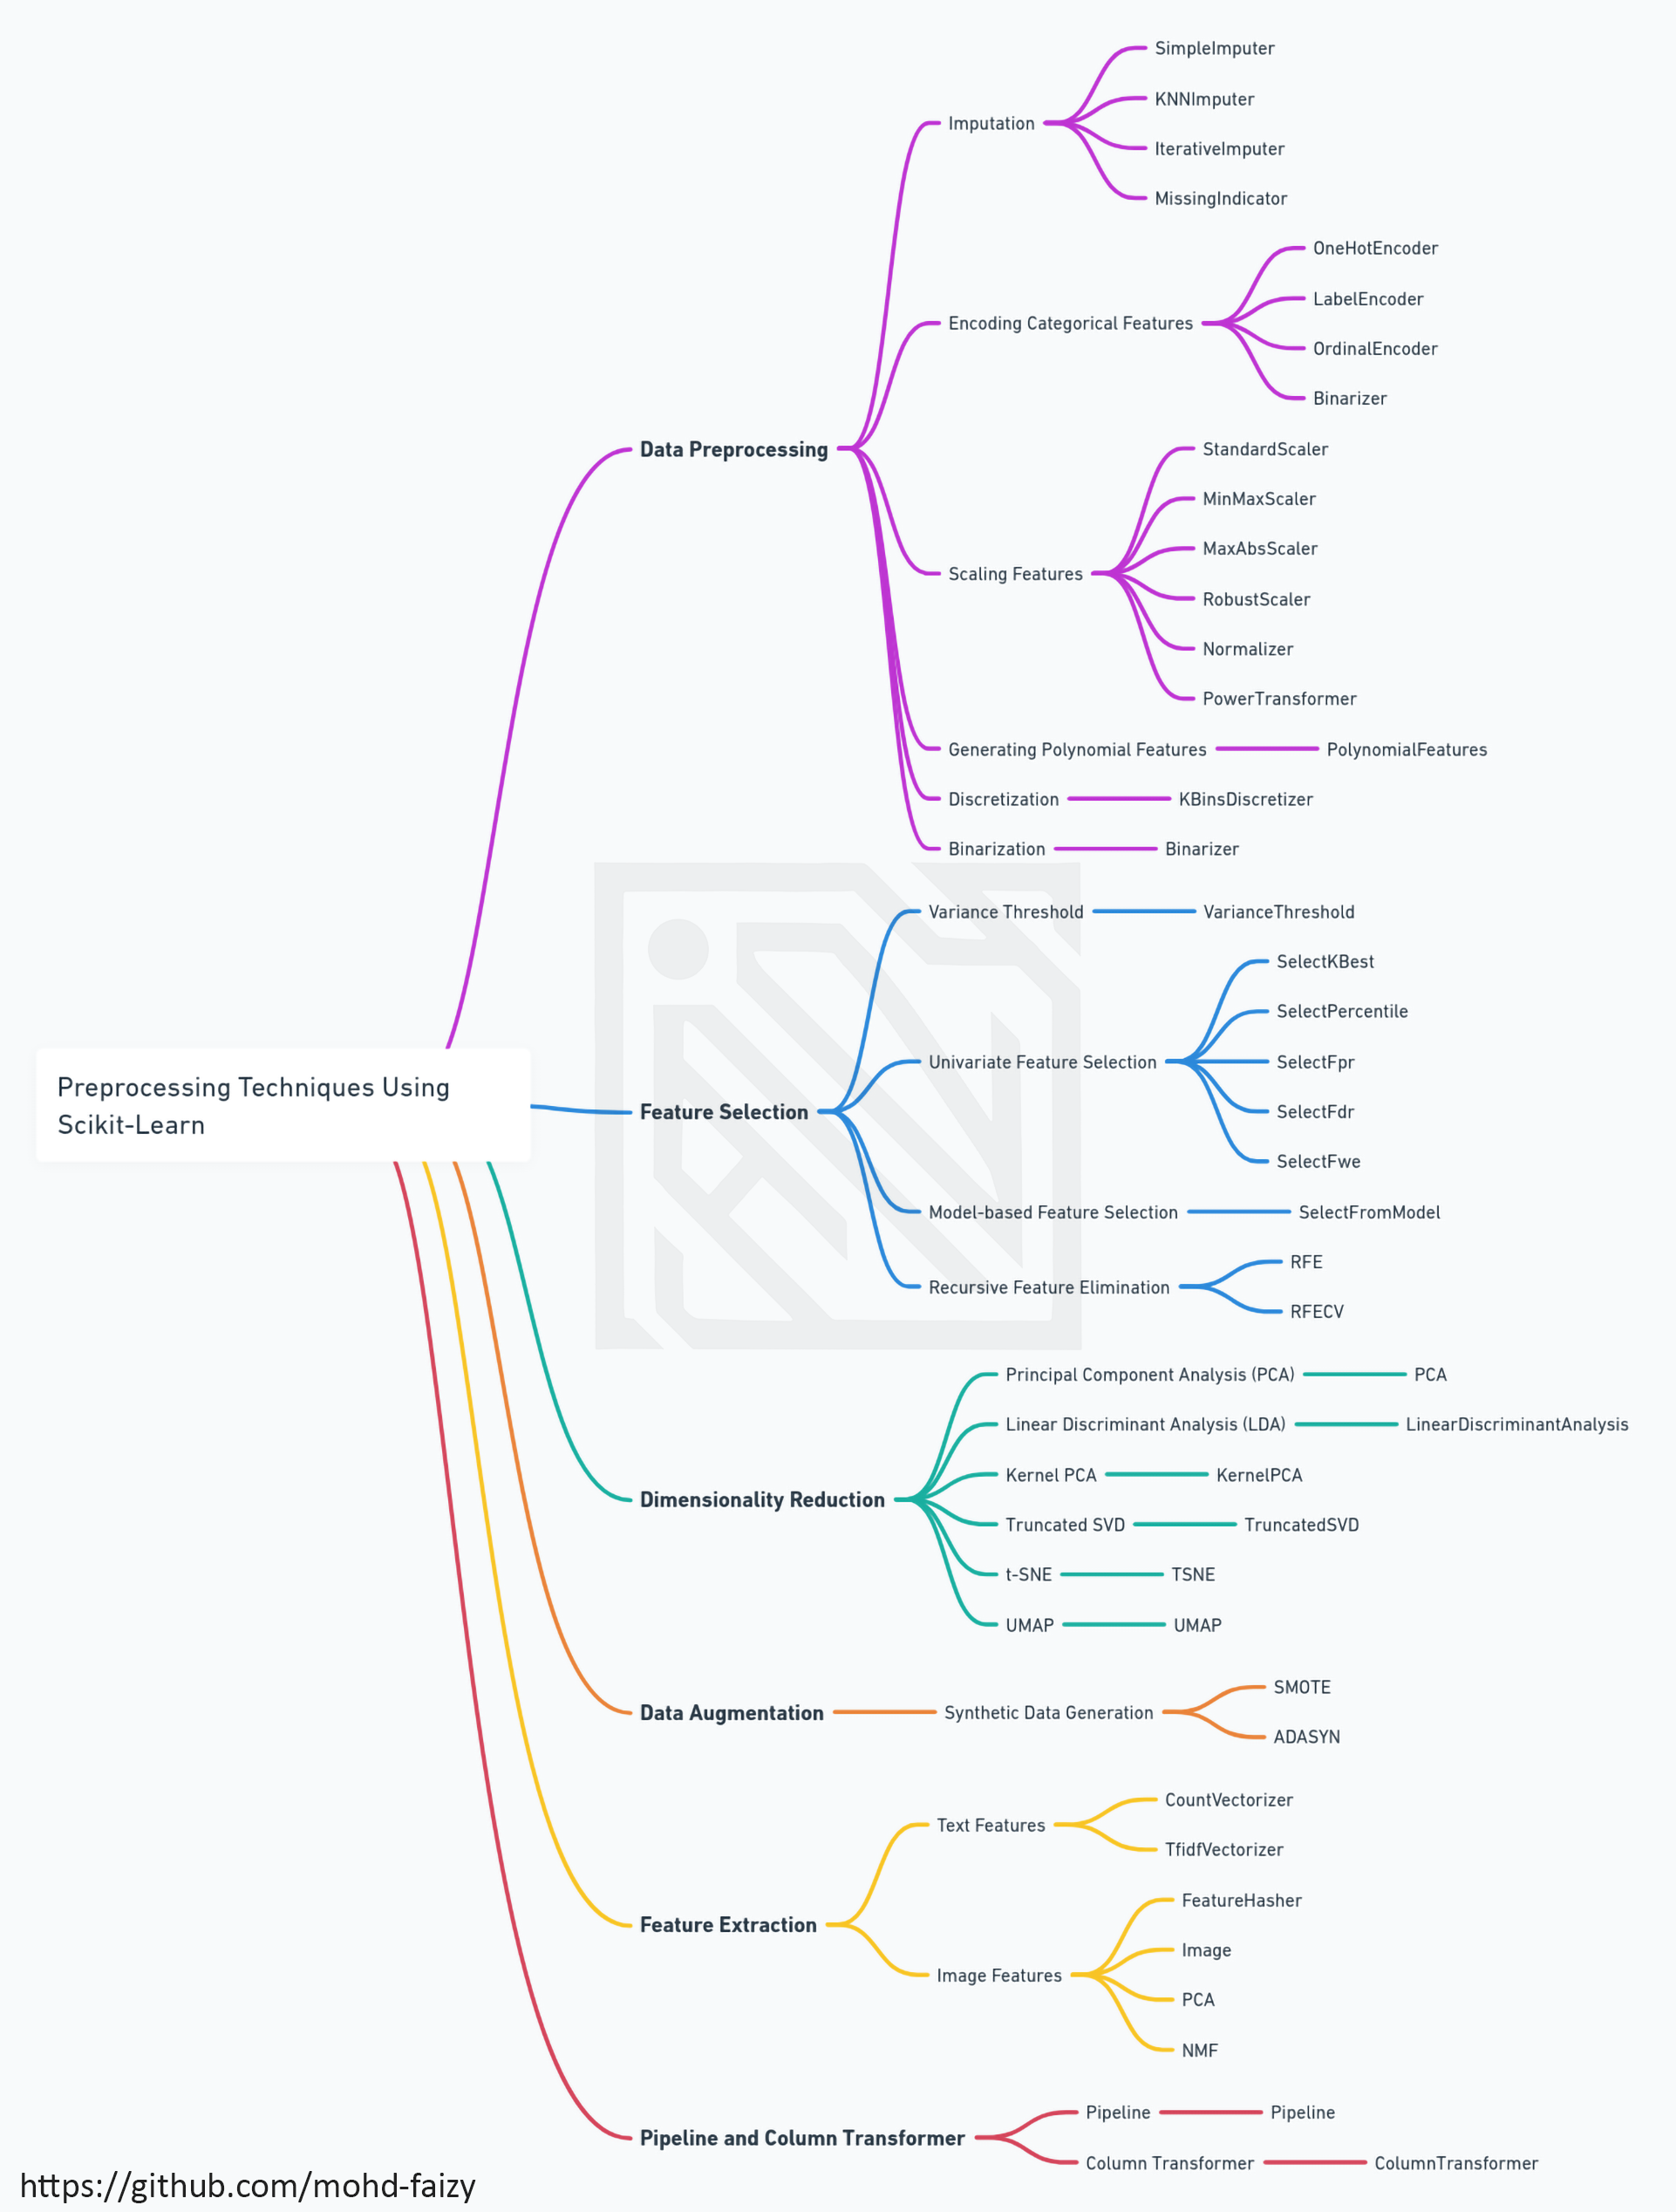 SimpleImputer
KNNImputer
Imputation
IterativeImputer
MissingIndicator
OneHotEncoder
LabelEncoder
Encoding Categorical Features
OrdinalEncoder
Binarizer
Data Preprocessing
StandardScaler
MinMaxScaler
MaxAbsScaler
Scaling Features
RobustScaler
Normalizer
PowerTransformer
Generating Polynomial Features PolynomialFeatures
Discretization KBinsDiscretizer
Binarization Binarizer
Variance Threshold VarianceThreshold
SelectKBest
SelectPercentile
Univariate Feature Selection SelectFpr
Preprocessing Techniques Using
Scikit-Learn
Feature Selection
SelectFdr
SelectFwe
Model-based Feature Selection SelectFromModel
RFE
Recursive Feature Elimination
RFECV
Principal Component Analysis (PCA) PCA
Linear Discriminant Analysis (LDA) LinearDiscriminantAnalysis
Kernel PCA KernelPCA
Dimensionality Reduction
Truncated SVD TruncatedSVD
t-SNE TSNE
UMAP UMAP
SMOTE
Data Augmentation Synthetic Data Generation
ADASYN
CountVectorizer
Text Features
TfidfVectorizer
FeatureHasher
Feature Extraction
Image
Image Features
PCA
NMF
Pipeline Pipeline
Pipeline and Column Transformer
Column Transformer ColumnTransformer
https://github.com/mohd-faizy